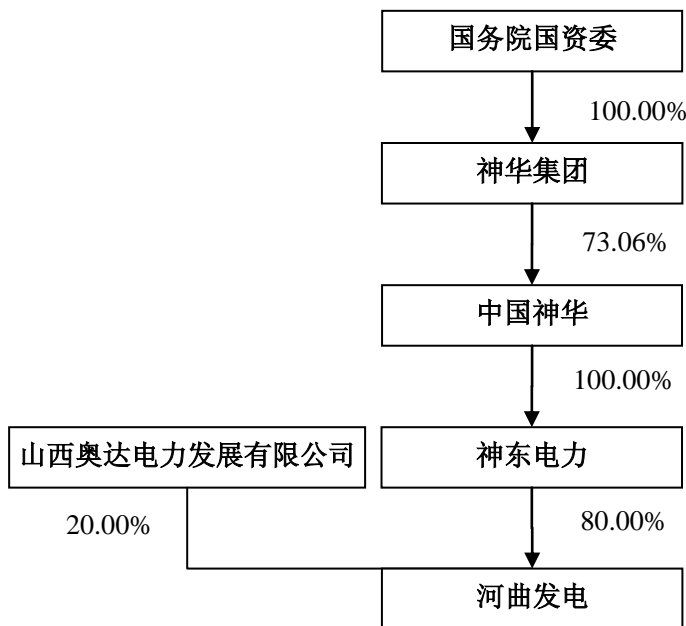 国务院国资委
100.00%
神华集团
73.06%
中国神华
100.00%
山西奥达电力发展有限公司
神东电力
20.00%
80.00%
河曲发电